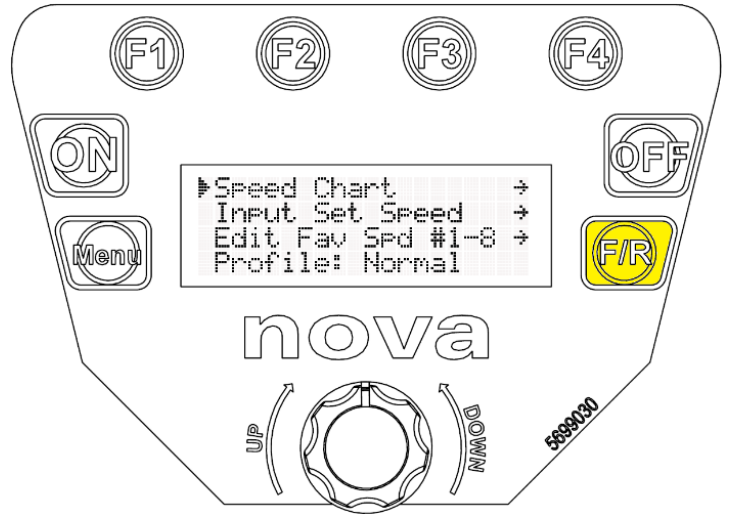 F1 F2 F3 F4
ON
OFF
Speed Chart →
Input Set Speed →
Edit Fav Spd #1-8 →
Profile: Normal
Menu
F/R
nova
UP
DOWN
5699030